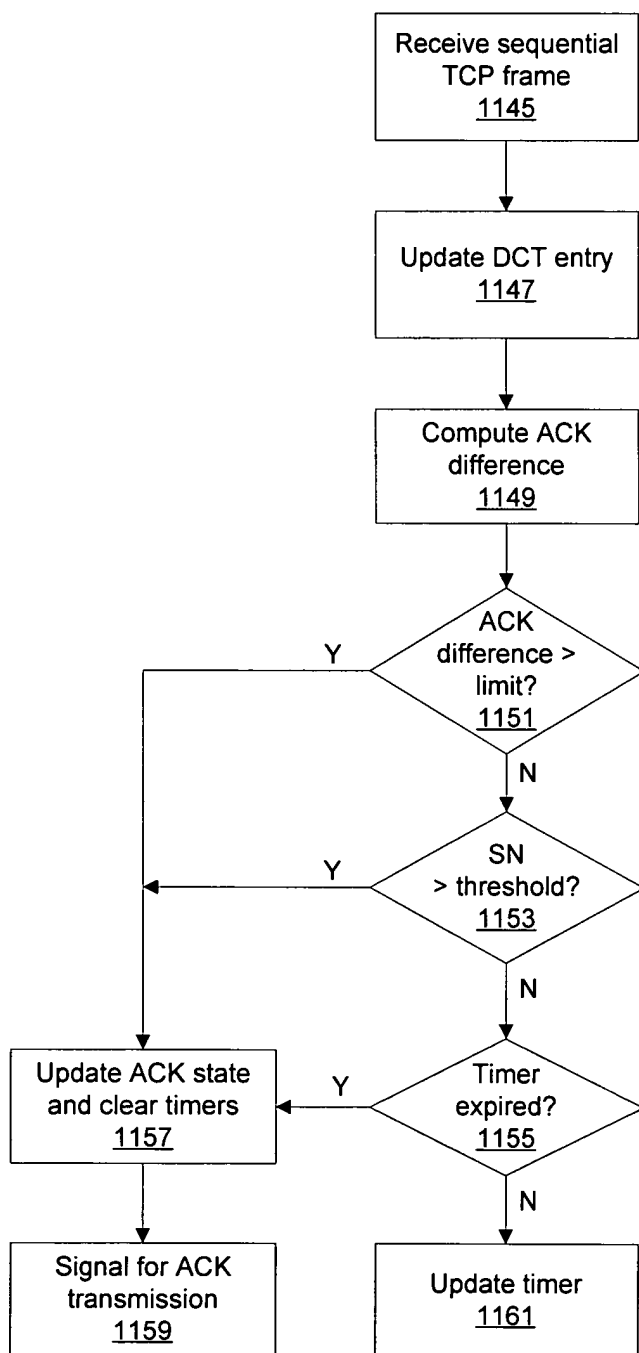 Receive sequential
TCP frame
1145
Update DCT entry
1147
Compute ACK
difference
1149
ACK
difference >
limit?
1151
Y
N
SN
> threshold?
1153
Y
N
Timer
expired?
1155
Y
N
Update ACK state
and clear timers
1157
Signal for ACK
transmission
1159
Update timer
1161